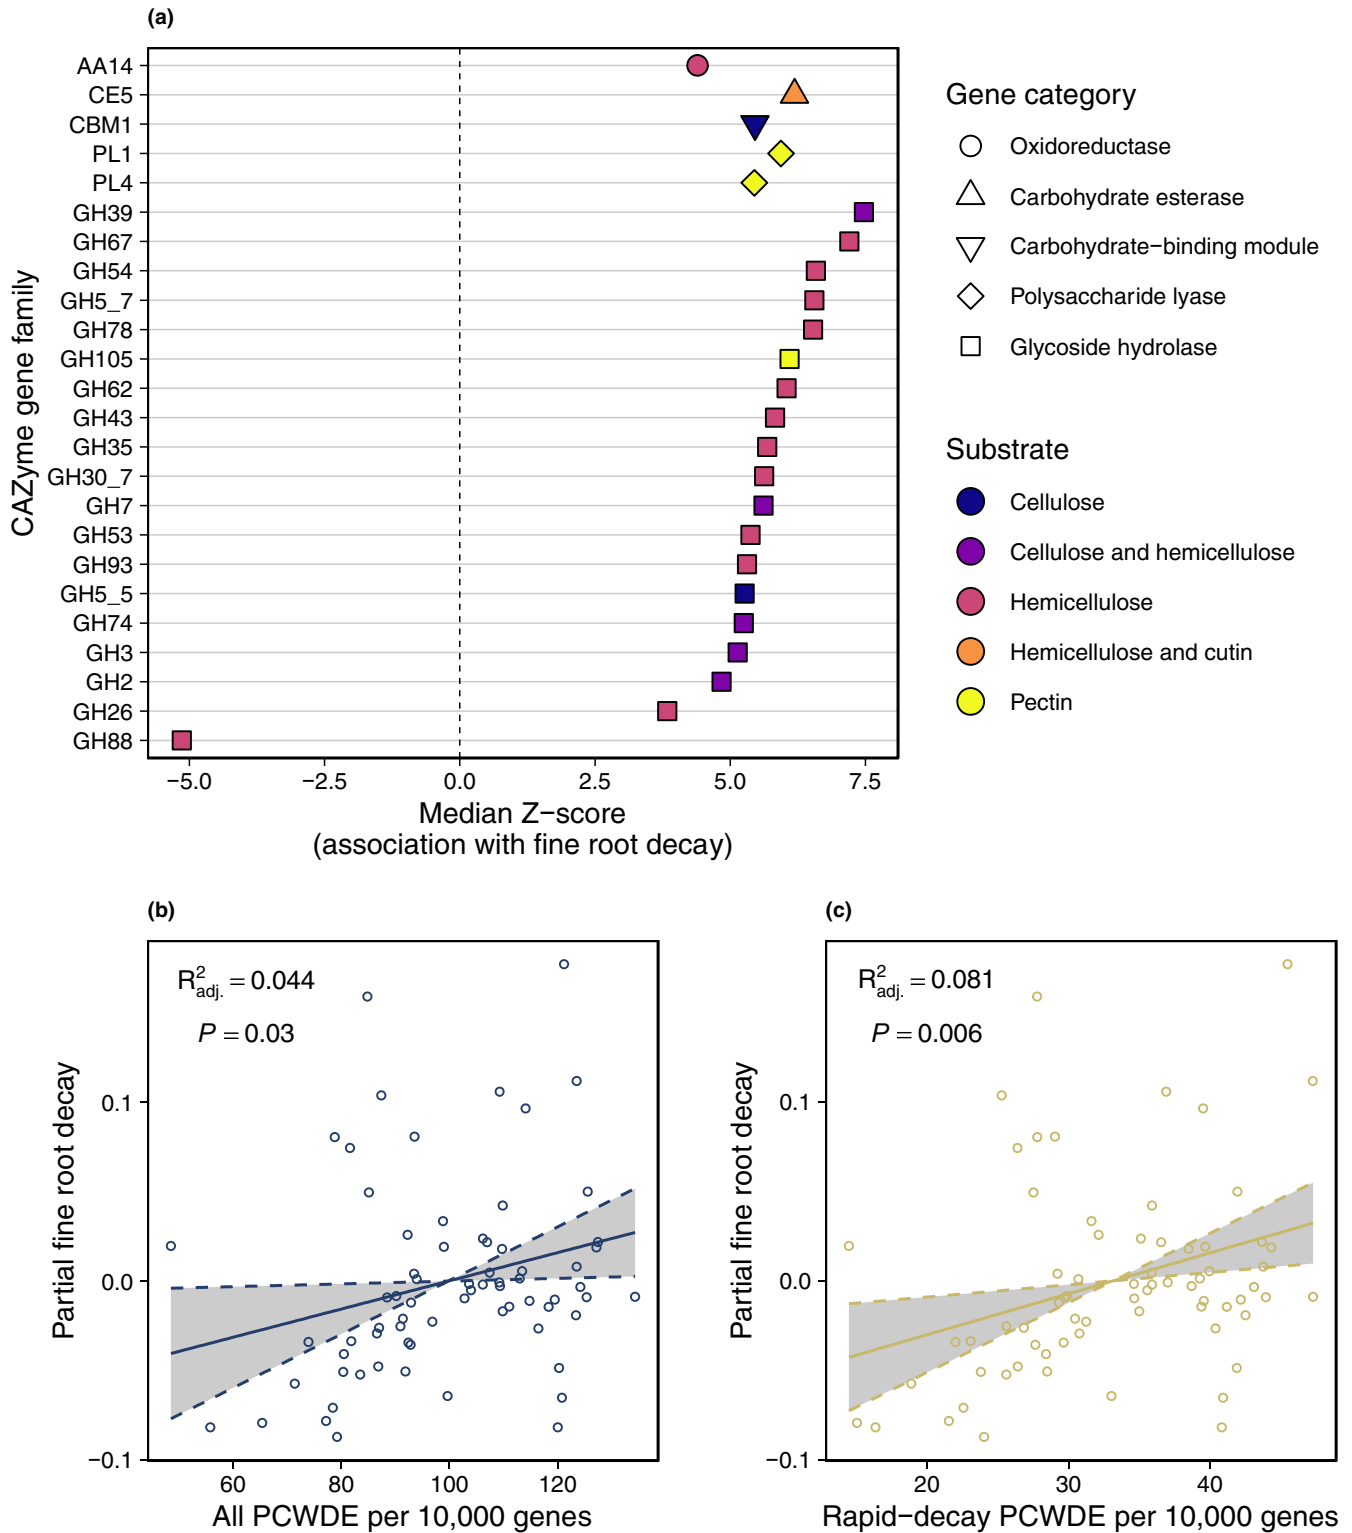 (a)
AA14
CE5
CBM1
PL1
PL4
GH39
GH67
GH54
GH5_7
GH78
GH105
GH62
GH43
GH35
GH30_7
GH7
GH53
GH93
GH5_5
GH74
GH3
GH2
GH26
GH88
CAZyme gene family
−5.0 −2.5 0.0 2.5 5.0 7.5
Median Z−score
(association with fine root decay)
Gene category
Oxidoreductase
Carbohydrate esterase
Carbohydrate−binding module
Polysaccharide lyase
Glycoside hydrolase
Substrate
Cellulose
Cellulose and hemicellulose
Hemicellulose
Hemicellulose and cutin
Pectin
(b)
R²adj. = 0.044
P = 0.03
Partial fine root decay
0.1
0.0
−0.1
60 80 100 120
All PCWDE per 10,000 genes
(c)
R²adj. = 0.081
P = 0.006
Partial fine root decay
0.1
0.0
−0.1
20 30 40
Rapid−decay PCWDE per 10,000 genes